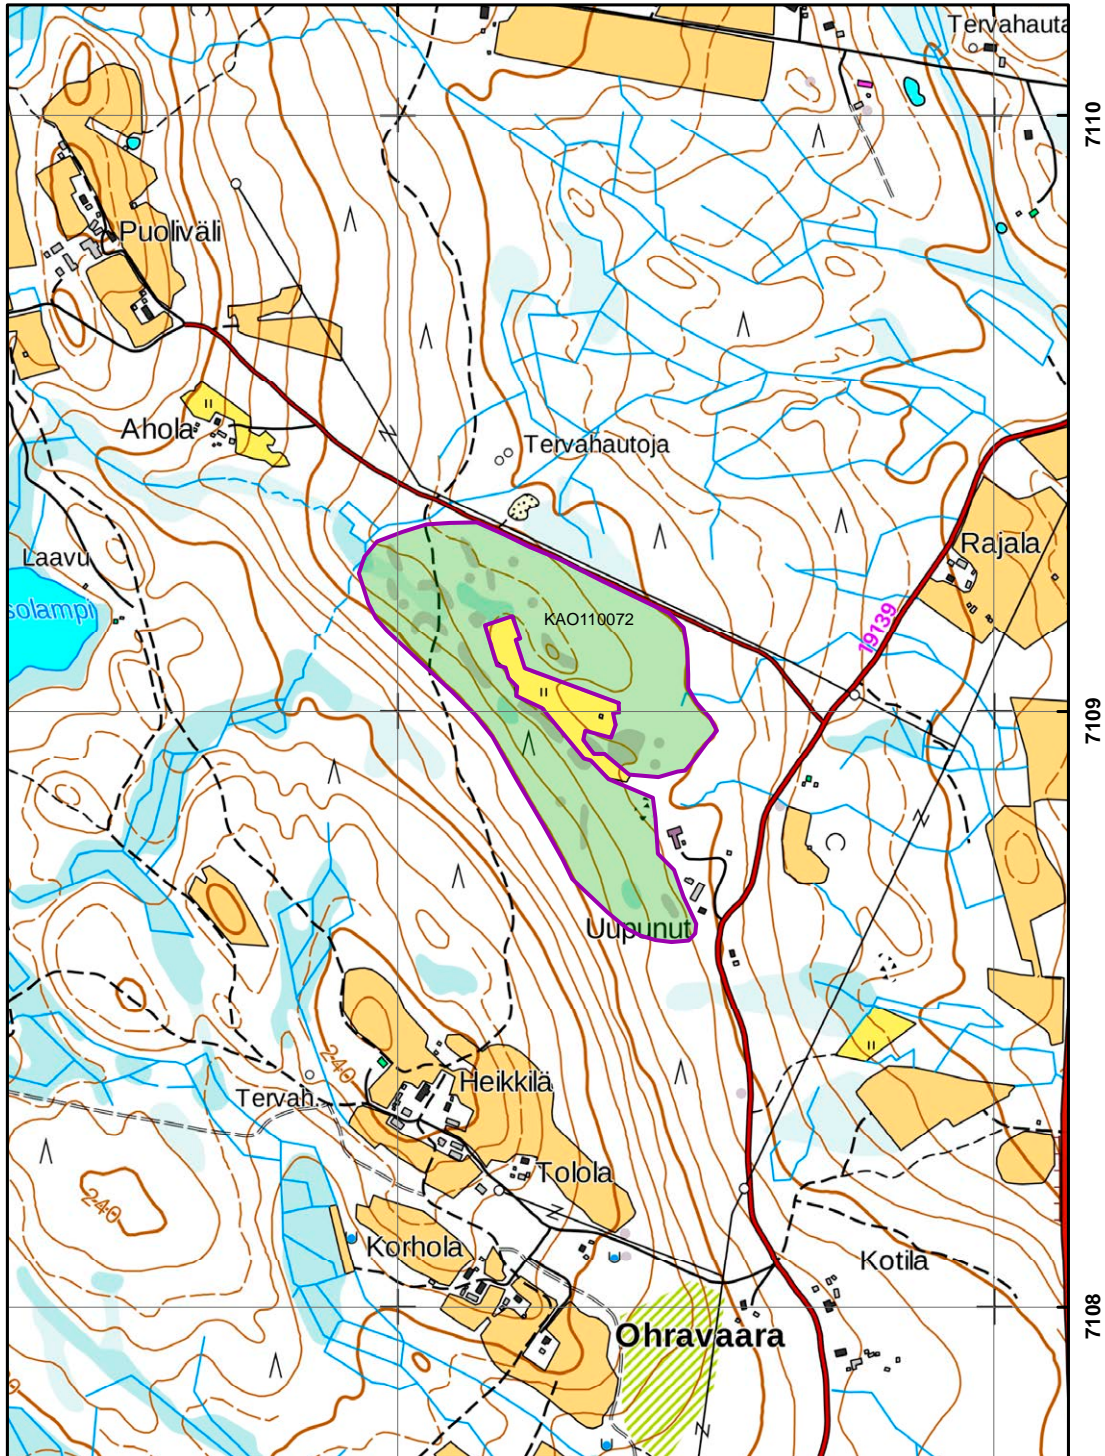 Tervahauta
7110
Puoliväli
Ahola
Tervahautoja
Rajala
Laavu
solampi
KAO110072
19139
7109
Uupunut
240
Heikkilä
Tervah.
Tolola
240
Korhola
Kotila
7108
Ohravaara